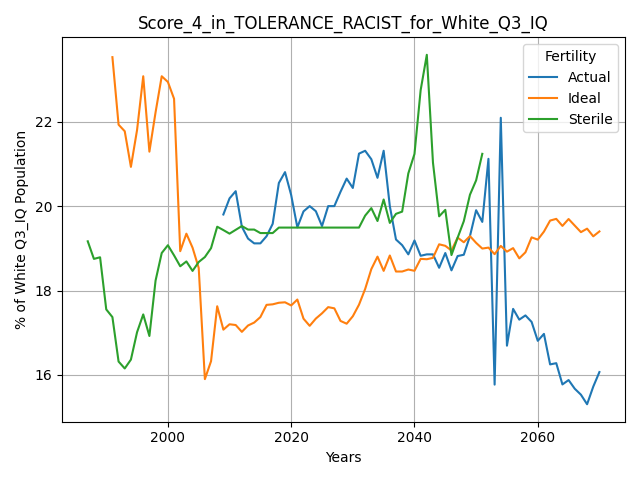 Score_4_in_TOLERANCE_RACIST_for_White_Q3_IQ
Fertility
Actual
Ideal
Sterile
% of White Q3_IQ Population
22
20
18
16
2000
2020
2040
2060
Years